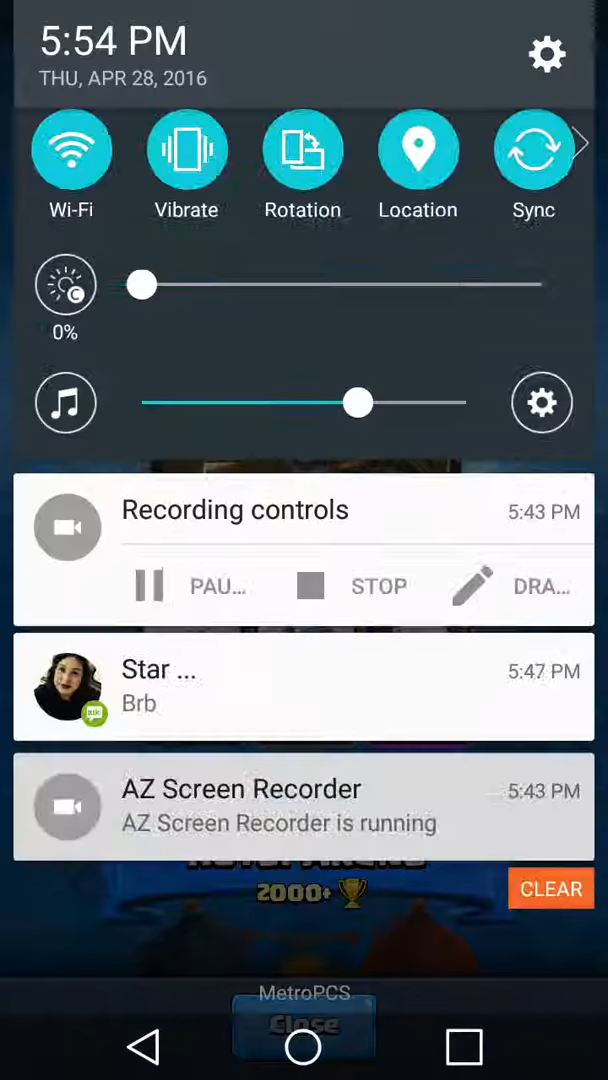 5:54 PM
THU, APR 28, 2016
Wi-Fi
Vibrate
Rotation
Location
Sync
0%
Recording controls
5:43 PM
PAU...
STOP
DRA...
Star ...
5:47 PM
Brb
AZ Screen Recorder
5:43 PM
AZ Screen Recorder is running
2000+
CLEAR
MetroPCS
Close